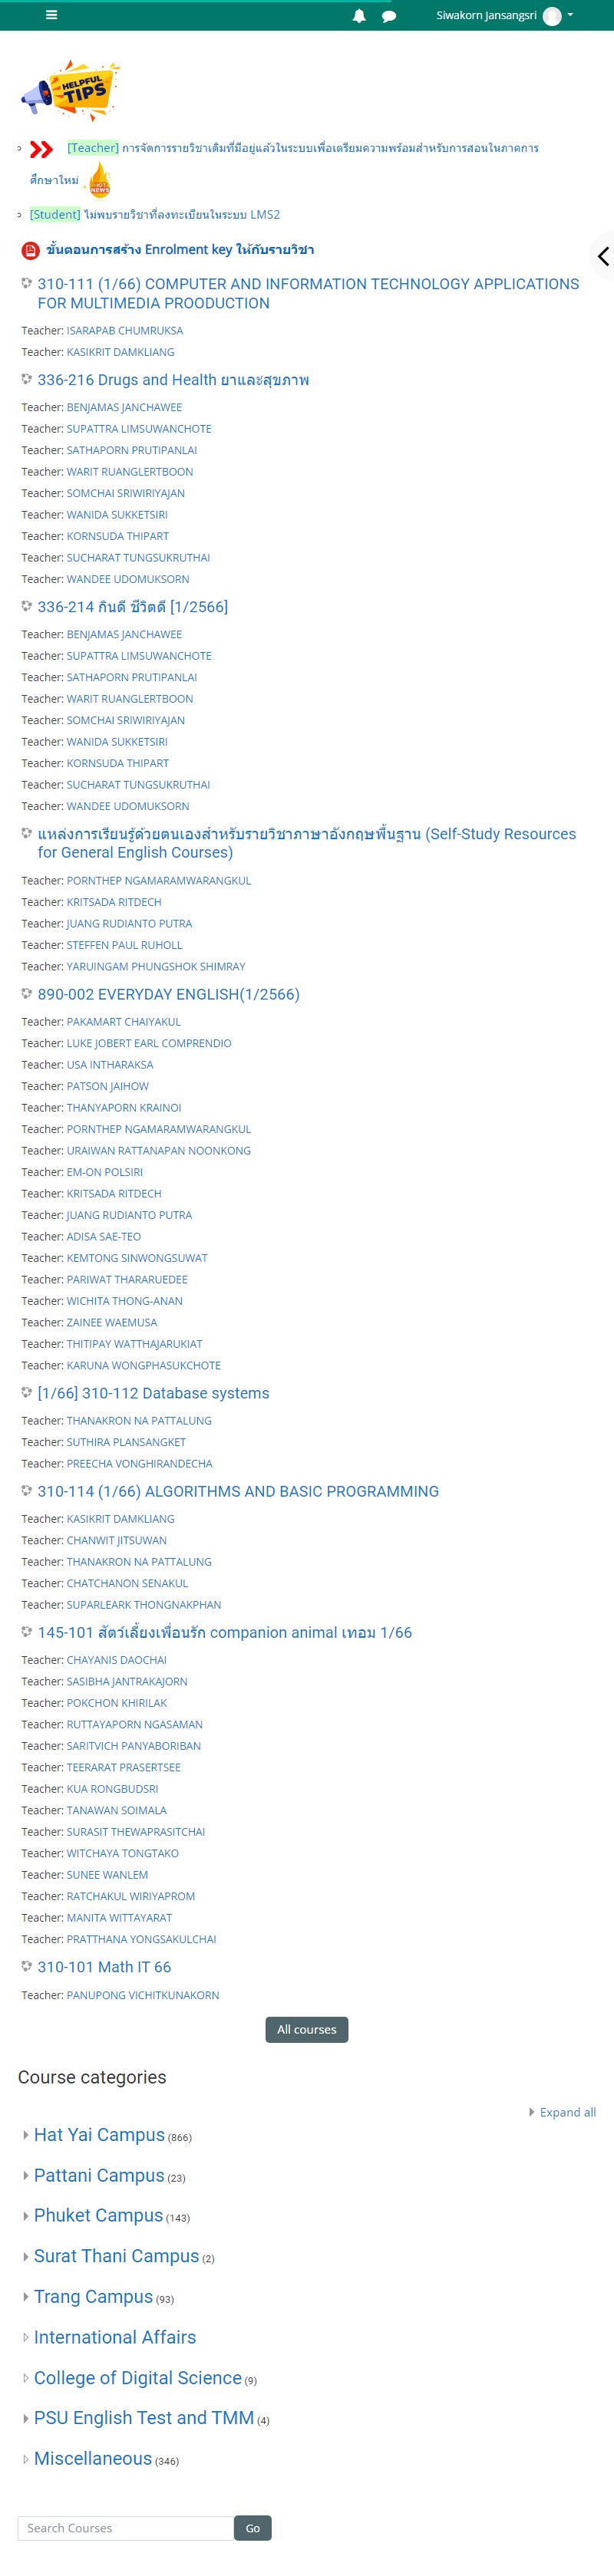 Siwakorn Jansangsri
HELPFUL
TIPS
[Teacher] การจัดการรายวิชาเดิมที่มีอยู่แล้วในระบบเพื่อเตรียมความพร้อมสำหรับการสอนในภาคการ
ศึกษาใหม่ HOT NEWS
[Student] ไม่พบรายวิชาที่ลงทะเบียนในระบบ LMS2
ขั้นตอนการสร้าง Enrolment key ให้กับรายวิชา
310-111 (1/66) COMPUTER AND INFORMATION TECHNOLOGY APPLICATIONS
FOR MULTIMEDIA PROODUCTION
Teacher: ISARAPAB CHUMRUKSA
Teacher: KASIKRIT DAMKLIANG
336-216 Drugs and Health ยาและสุขภาพ
Teacher: BENJAMAS JANCHAWEE
Teacher: SUPATTRA LIMSUWANCHOTE
Teacher: SATHAPORN PRUTIPANLAI
Teacher: WARIT RUANGLERTBOON
Teacher: SOMCHAI SRIWIRIYAJAN
Teacher: WANIDA SUKKETSIRI
Teacher: KORNSUDA THIPART
Teacher: SUCHARAT TUNGSUKRUTHAI
Teacher: WANDEE UDOMUKSORN
336-214 กินดี ชีวิตดี [1/2566]
Teacher: BENJAMAS JANCHAWEE
Teacher: SUPATTRA LIMSUWANCHOTE
Teacher: SATHAPORN PRUTIPANLAI
Teacher: WARIT RUANGLERTBOON
Teacher: SOMCHAI SRIWIRIYAJAN
Teacher: WANIDA SUKKETSIRI
Teacher: KORNSUDA THIPART
Teacher: SUCHARAT TUNGSUKRUTHAI
Teacher: WANDEE UDOMUKSORN
แหล่งการเรียนรู้ด้วยตนเองสำหรับรายวิชาภาษาอังกฤษพื้นฐาน (Self-Study Resources
for General English Courses)
Teacher: PORNTHEP NGAMARAMWARANGKUL
Teacher: KRITSADA RITDECH
Teacher: JUANG RUDIANTO PUTRA
Teacher: STEFFEN PAUL RUHOLL
Teacher: YARUINGAM PHUNGSHOK SHIMRAY
890-002 EVERYDAY ENGLISH(1/2566)
Teacher: PAKAMART CHAIYAKUL
Teacher: LUKE JOBERT EARL COMPRENDIO
Teacher: USA INTHARAKSA
Teacher: PATSON JAIHOW
Teacher: THANYAPORN KRAINOI
Teacher: PORNTHEP NGAMARAMWARANGKUL
Teacher: URAIWAN RATTANAPAN NOONKONG
Teacher: EM-ON POLSIRI
Teacher: KRITSADA RITDECH
Teacher: JUANG RUDIANTO PUTRA
Teacher: ADISA SAE-TEO
Teacher: KEMTONG SINWONGSUWAT
Teacher: PARIWAT THARARUEDEE
Teacher: WICHITA THONG-ANAN
Teacher: ZAINEE WAEMUSA
Teacher: THITIPAY WATTHAJARUKIAT
Teacher: KARUNA WONGPHASUKCHOTE
[1/66] 310-112 Database systems
Teacher: THANAKRON NA PATTALUNG
Teacher: SUTHIRA PLANSANGKET
Teacher: PREECHA VONGHIRANDECHA
310-114 (1/66) ALGORITHMS AND BASIC PROGRAMMING
Teacher: KASIKRIT DAMKLIANG
Teacher: CHANWIT JITSUWAN
Teacher: THANAKRON NA PATTALUNG
Teacher: CHATCHANON SENAKUL
Teacher: SUPARLEARK THONGNAKPHAN
145-101 สัตว์เลี้ยงเพื่อนรัก companion animal เทอม 1/66
Teacher: CHAYANIS DAOCHAI
Teacher: SASIBHA JANTRAKAJORN
Teacher: POKCHON KHIRILAK
Teacher: RUTTAYAPORN NGASAMAN
Teacher: SARITVICH PANYABORIBAN
Teacher: TEERARAT PRASERTSEE
Teacher: KUA RONGBUDSRI
Teacher: TANAWAN SOIMALA
Teacher: SURASIT THEWAPRASITCHAI
Teacher: WITCHAYA TONGTAKO
Teacher: SUNEE WANLEM
Teacher: RATCHAKUL WIRIYAPROM
Teacher: MANITA WITTAYARAT
Teacher: PRATTHANA YONGSAKULCHAI
310-101 Math IT 66
Teacher: PANUPONG VICHITKUNAKORN
All courses
Course categories
Expand all
Hat Yai Campus (866)
Pattani Campus (23)
Phuket Campus (143)
Surat Thani Campus (2)
Trang Campus (93)
International Affairs
College of Digital Science (9)
PSU English Test and TMM (4)
Miscellaneous (346)
Search Courses Go